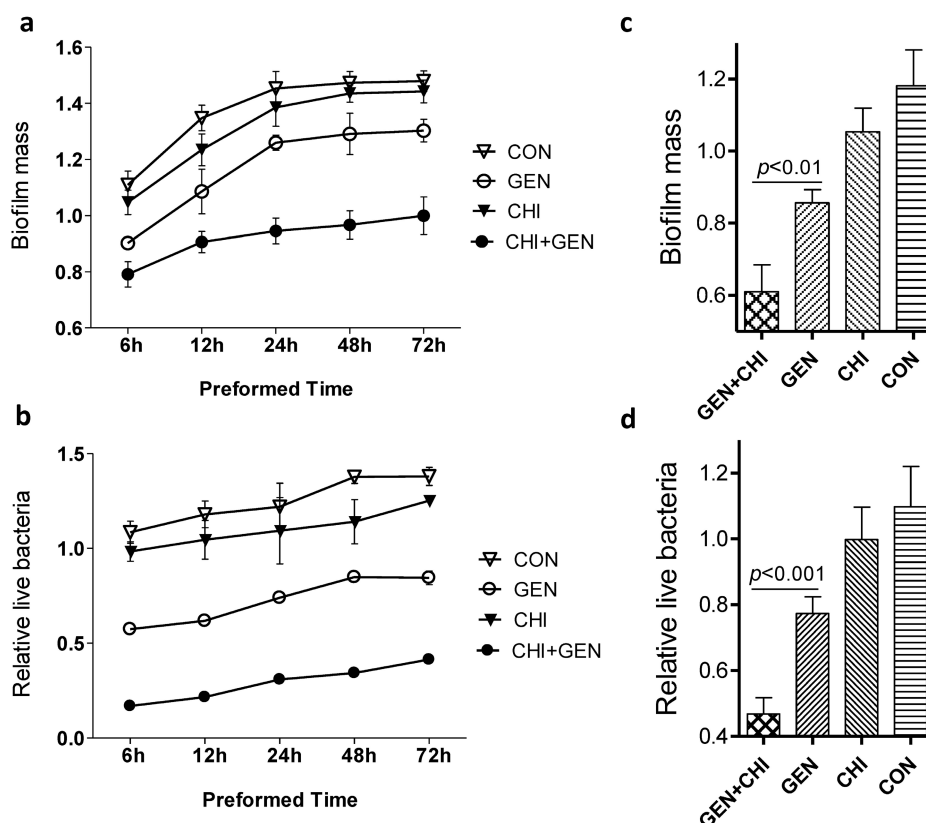 a
1.6
1.4
1.2
1.0
0.8
0.6
Biofilm mass
6h 12h 24h 48h 72h
Preformed Time
CON
GEN
CHI
CHI+GEN
c
1.2
1.0
0.8
0.6
Biofilm mass
p<0.01
GEN+CHI GEN CHI CON
b
1.5
1.0
0.5
0.0
Relative live bacteria
6h 12h 24h 48h 72h
Preformed Time
CON
GEN
CHI
CHI+GEN
d
1.2
1.0
0.8
0.6
0.4
Relative live bacteria
p<0.001
GEN+CHI GEN CHI CON